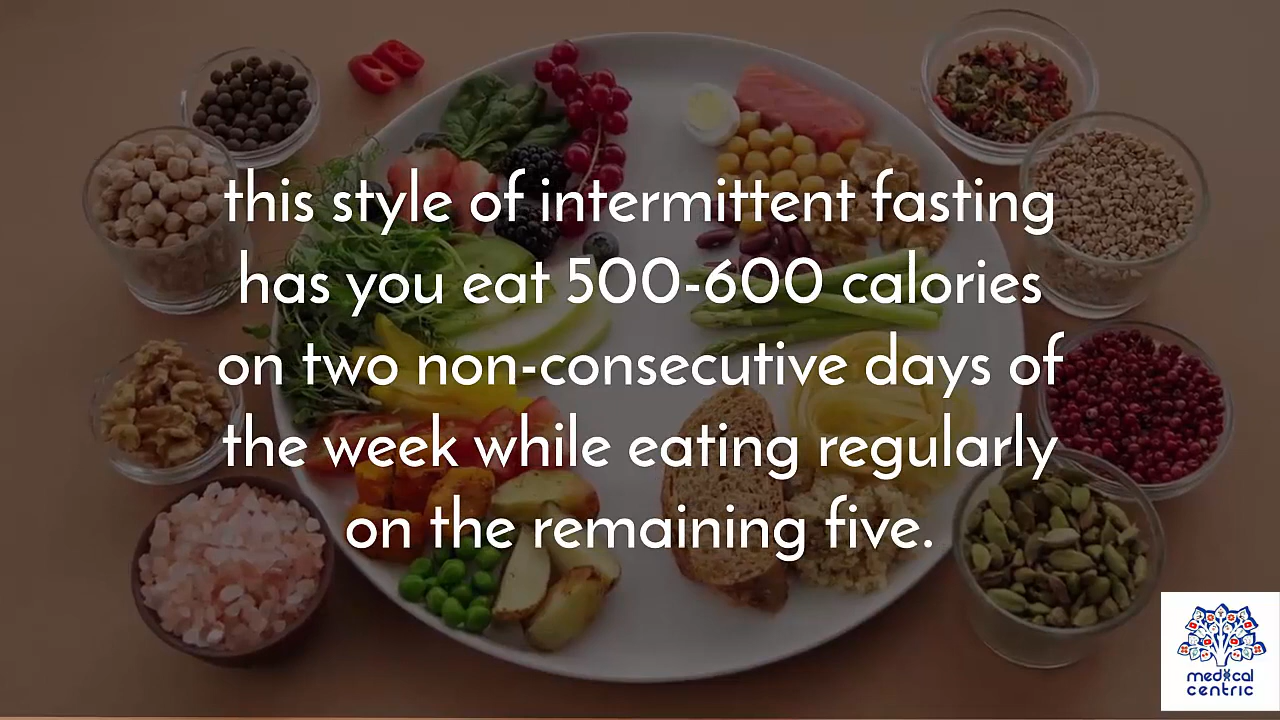 this style of intermittent fasting
has you eat 500-600 calories
on two non-consecutive days of
the week while eating regularly
on the remaining five.
medical
centric